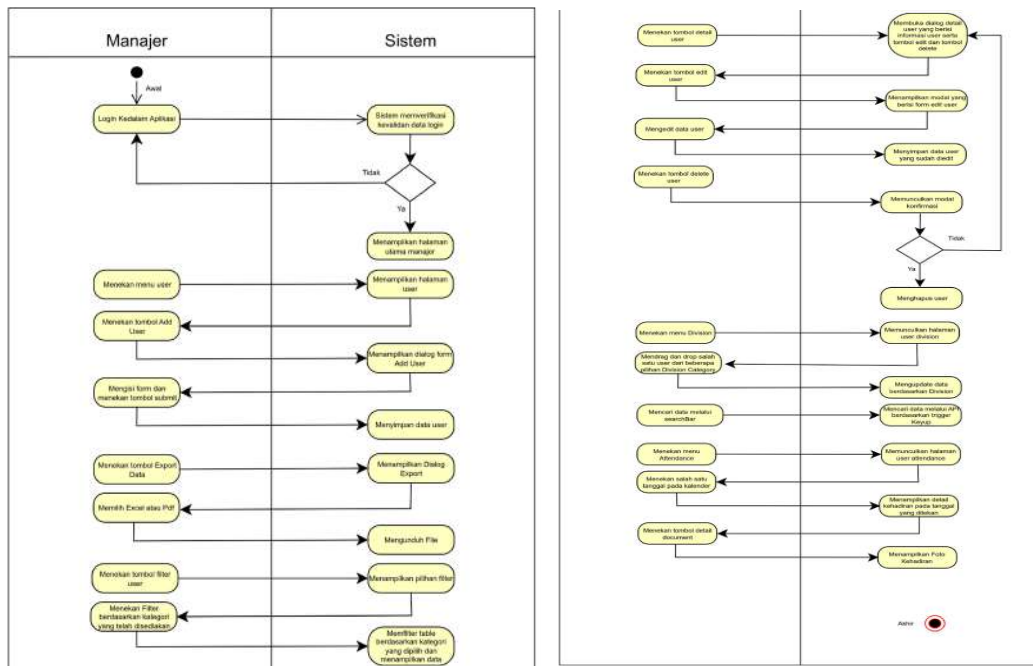 Manajer
Sistem
Awal
Login Kedalam Aplikasi
Sistem memverifikasi
kevalidan data login
Tidak
Ya
Menampilkan halaman
utama manajer
Menekan menu user
Menampilkan halaman
user
Menekan tombol Add
User
Menampilkan dialog form
Add User
Mengisi form dan
menekan tombol submit
Menyimpan data user
Menekan tombol Export
Data
Menampilkan Dialog
Export
Memilih Excel atau Pdf
Mengunduh File
Menekan tombol filter
user
Menampilkan pilihan filter
Menekan Filter
berdasarkan kategori
yang telah disediakan
Memfilter table
berdasarkan kategori
yang dipilih dan
menampilkan data
Menekan tombol detail
user
Membuka dialog detail
user yang berisi
informasi user serta
tombol edit dan tombol
delete
Menekan tombol edit
user
Menampilkan modal yang
berisi form edit user
Mengedit data user
Menyimpan data user
yang sudah diedit
Menekan tombol delete
user
Memunculkan modal
konfirmasi
Tidak
Ya
Menghapus user
Menekan menu Division
Memunculkan halaman
user division
Mendrag dan drop salah
satu user dari beberapa
pilihan Division Category
Mengupdate data
berdasarkan Division
Mencari data melalui
searchBar
Mencari data melalui API
berdasarkan trigger
Keyup
Menekan menu
Attendance
Memunculkan halaman
user attendance
Menekan salah satu
tanggal pada kalender
Menampilkan detail
kehadiran pada tanggal
yang ditekan
Menekan tombol detail
document
Menampilkan Foto
Kehadiran
Akhir